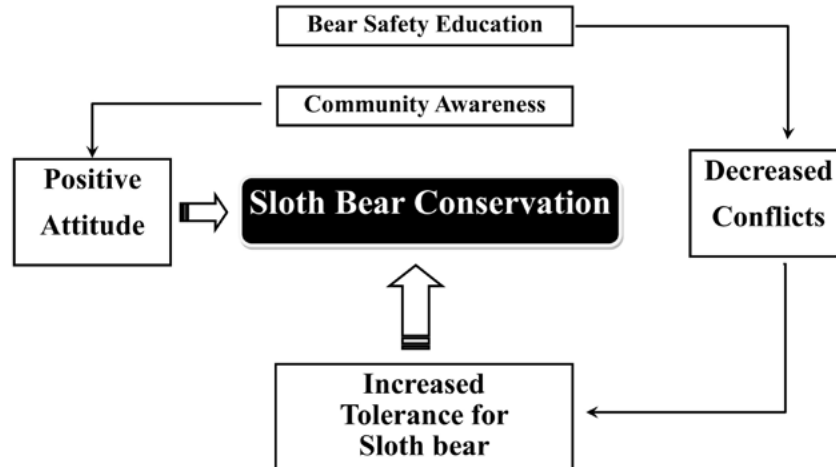 Bear Safety Education
Community Awareness
Positive
Attitude
Sloth Bear Conservation
Decreased
Conflicts
Increased
Tolerance for
Sloth bear